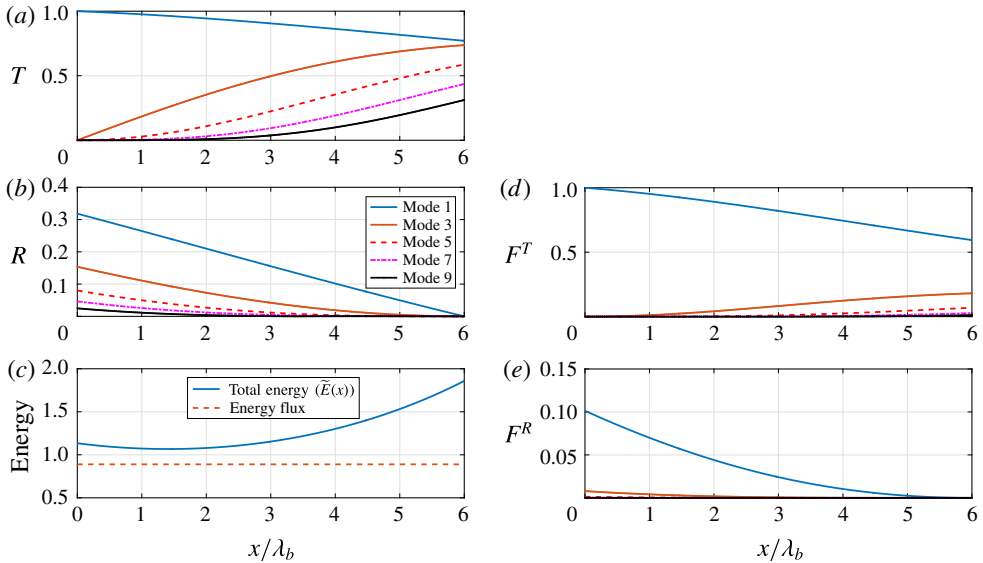 (a)
1.0
T
0.5
0 1 2 3 4 5 6
(b)
0.4
0.3
R
0.2
0.1
0 1 2 3 4 5 6
Mode 1
Mode 3
Mode 5
Mode 7
Mode 9
(c)
2.0
1.5
Energy
1.0
0.5
0 1 2 3 4 5 6
Total energy (Ẽ(x))
Energy flux
x/λ_b
(d)
1.0
F^T
0.5
0 1 2 3 4 5 6
(e)
0.15
0.10
F^R
0.05
0 1 2 3 4 5 6
x/λ_b